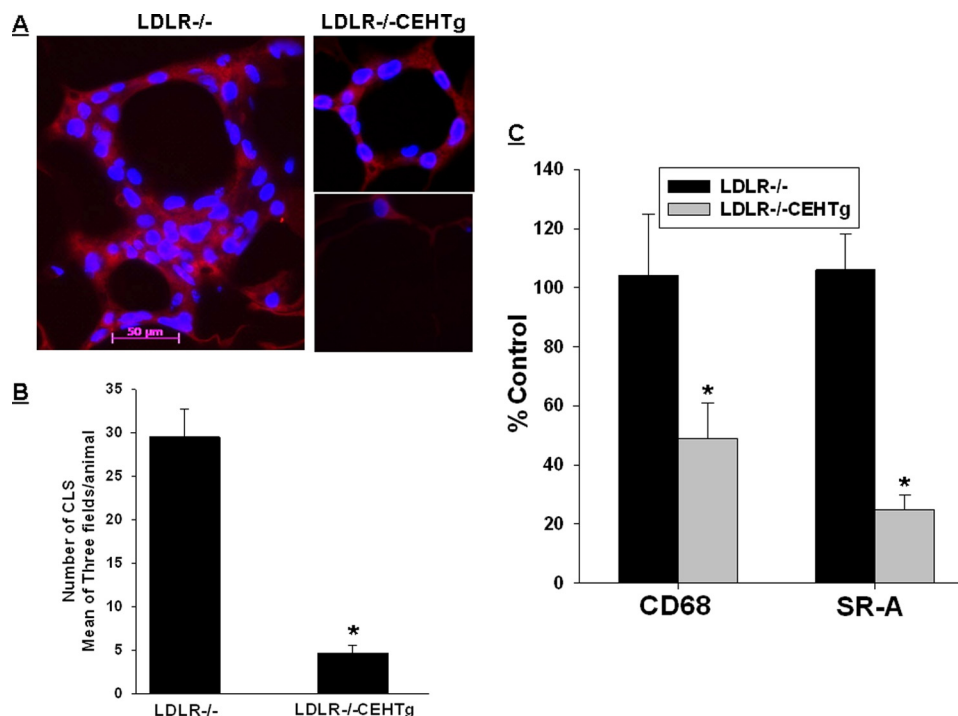 A
LDLR-/-
LDLR-/-CEHTg
50 µm
B
Number of CLS
Mean of Three fields/animal
35
30
25
20
15
10
5
0
*
LDLR-/-
LDLR-/-CEHTg
C
% Control
140
120
100
80
60
40
20
0
LDLR-/-
LDLR-/-CEHTg
*
*
CD68
SR-A